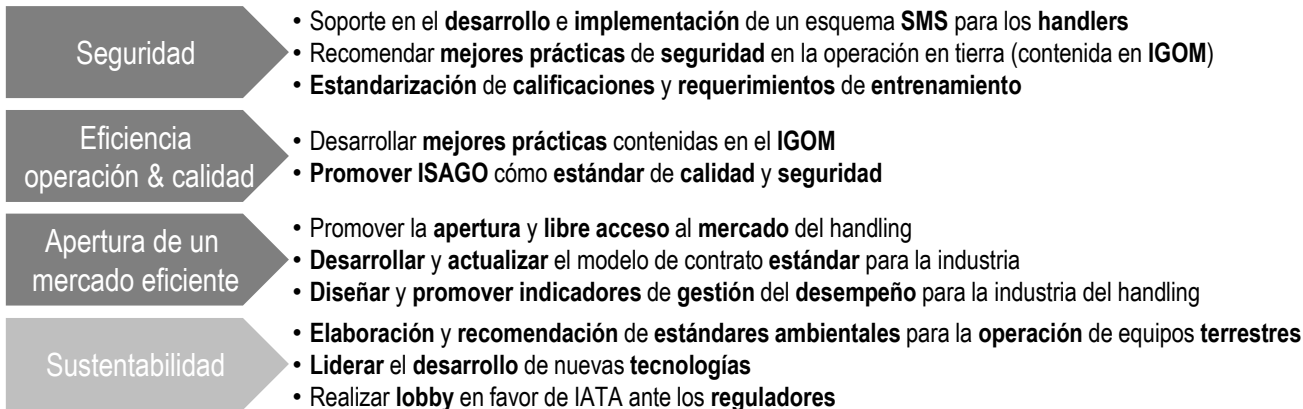 Seguridad
• Soporte en el desarrollo e implementación de un esquema SMS para los handlers
• Recomendar mejores prácticas de seguridad en la operación en tierra (contenida en IGOM)
• Estandarización de calificaciones y requerimientos de entrenamiento
Eficiencia
operación & calidad
• Desarrollar mejores prácticas contenidas en el IGOM
• Promover ISAGO cómo estándar de calidad y seguridad
Apertura de un
mercado eficiente
• Promover la apertura y libre acceso al mercado del handling
• Desarrollar y actualizar el modelo de contrato estándar para la industria
• Diseñar y promover indicadores de gestión del desempeño para la industria del handling
Sustentabilidad
• Elaboración y recomendación de estándares ambientales para la operación de equipos terrestres
• Liderar el desarrollo de nuevas tecnologías
• Realizar lobby en favor de IATA ante los reguladores